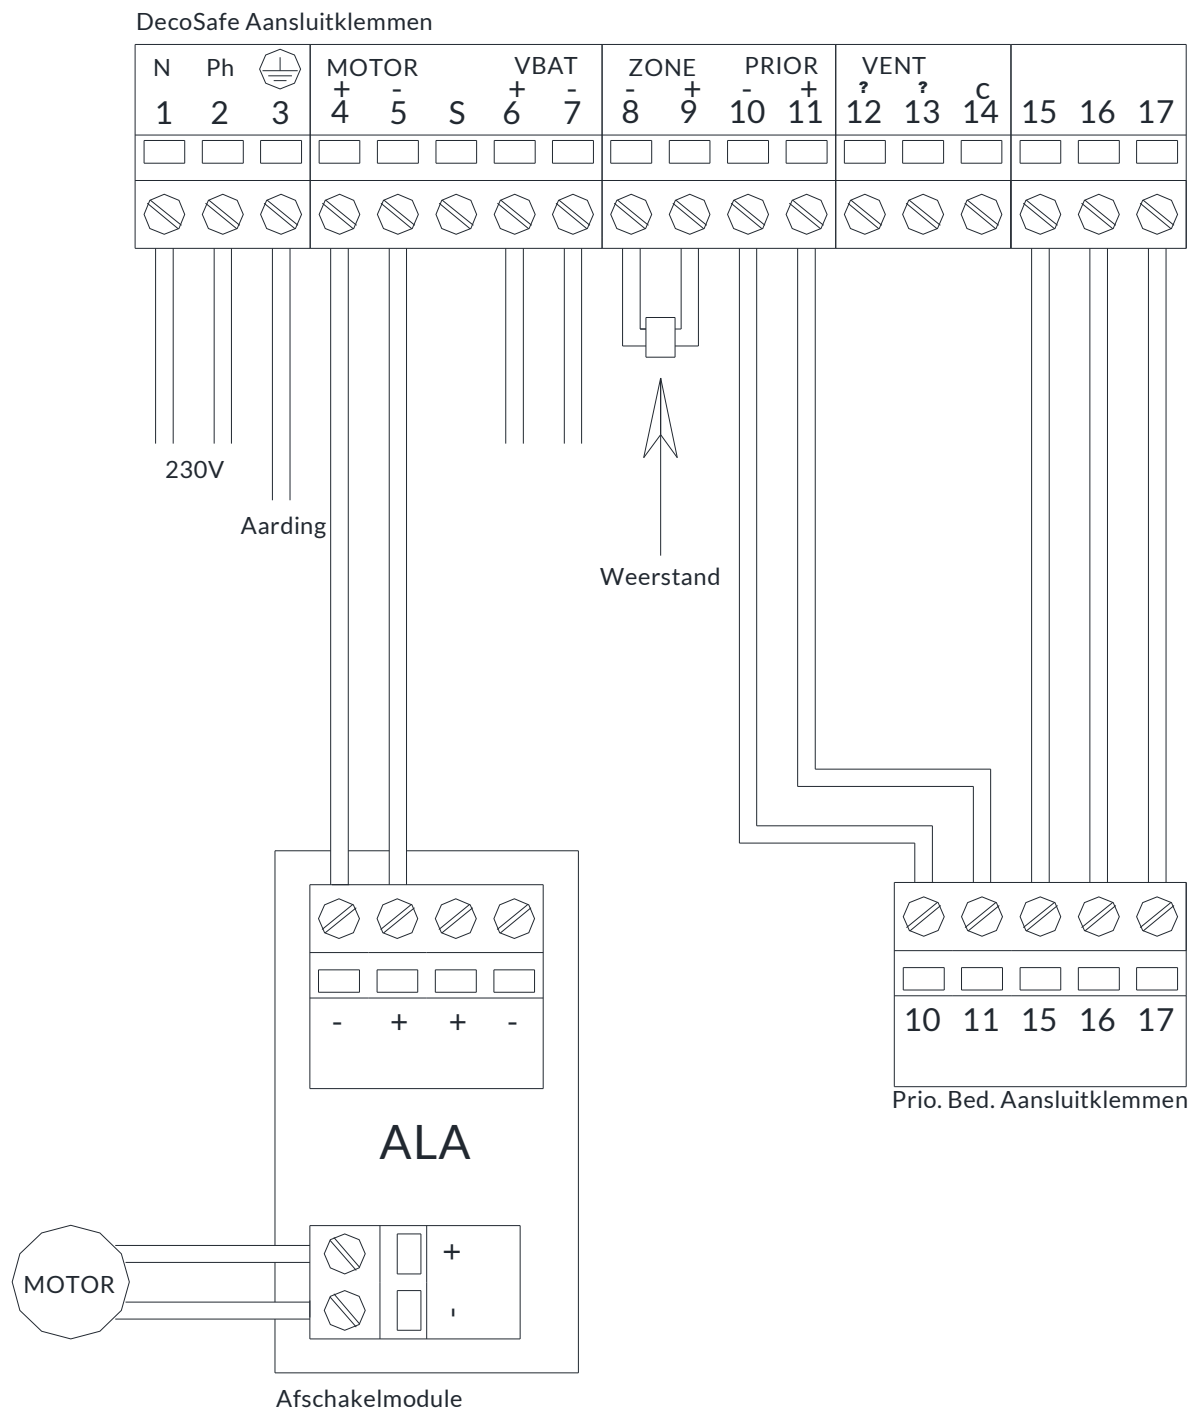 DecoSafe Aansluitklemmen
N Ph MOTOR VBAT ZONE PRIOR VENT
+ - + - - + - + ? ? C
1 2 3 4 5 S 6 7 8 9 10 11 12 13 14 15 16 17
230V
Aarding
Weerstand
- + + -
10 11 15 16 17
Prio. Bed. Aansluitklemmen
ALA
+
MOTOR
-
Afschakelmodule